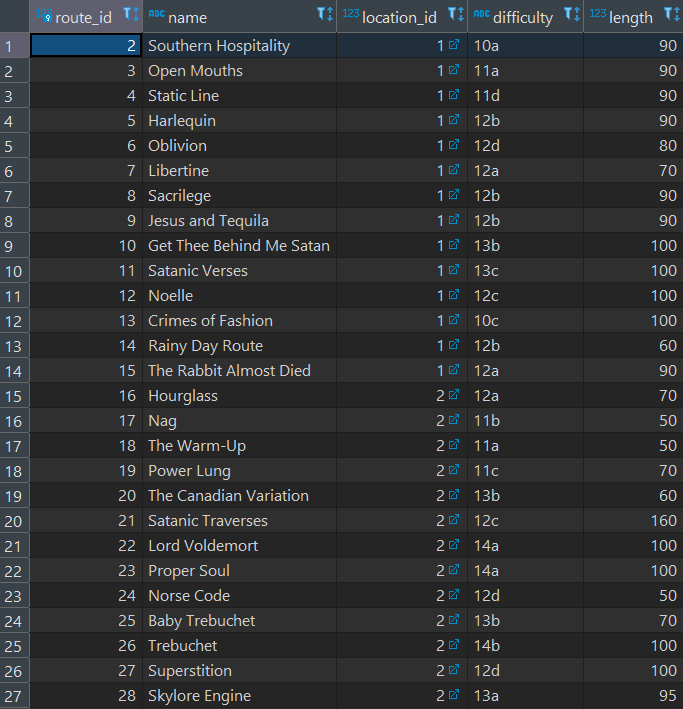 123 route_id ABC name 123 location_id ABC difficulty 123 length
1 2 Southern Hospitality 1 10a 90
2 3 Open Mouths 1 11a 90
3 4 Static Line 1 11d 90
4 5 Harlequin 1 12b 90
5 6 Oblivion 1 12d 80
6 7 Libertine 1 12a 70
7 8 Sacrilege 1 12b 90
8 9 Jesus and Tequila 1 12b 90
9 10 Get Thee Behind Me Satan 1 13b 100
10 11 Satanic Verses 1 13c 100
11 12 Noelle 1 12c 100
12 13 Crimes of Fashion 1 10c 100
13 14 Rainy Day Route 1 12b 60
14 15 The Rabbit Almost Died 1 12a 90
15 16 Hourglass 2 12a 70
16 17 Nag 2 11b 50
17 18 The Warm-Up 2 11a 50
18 19 Power Lung 2 11c 70
19 20 The Canadian Variation 2 13b 60
20 21 Satanic Traverses 2 12c 160
21 22 Lord Voldemort 2 14a 100
22 23 Proper Soul 2 14a 100
23 24 Norse Code 2 12d 50
24 25 Baby Trebuchet 2 13b 70
25 26 Trebuchet 2 14b 100
26 27 Superstition 2 12d 100
27 28 Skylore Engine 2 13a 95